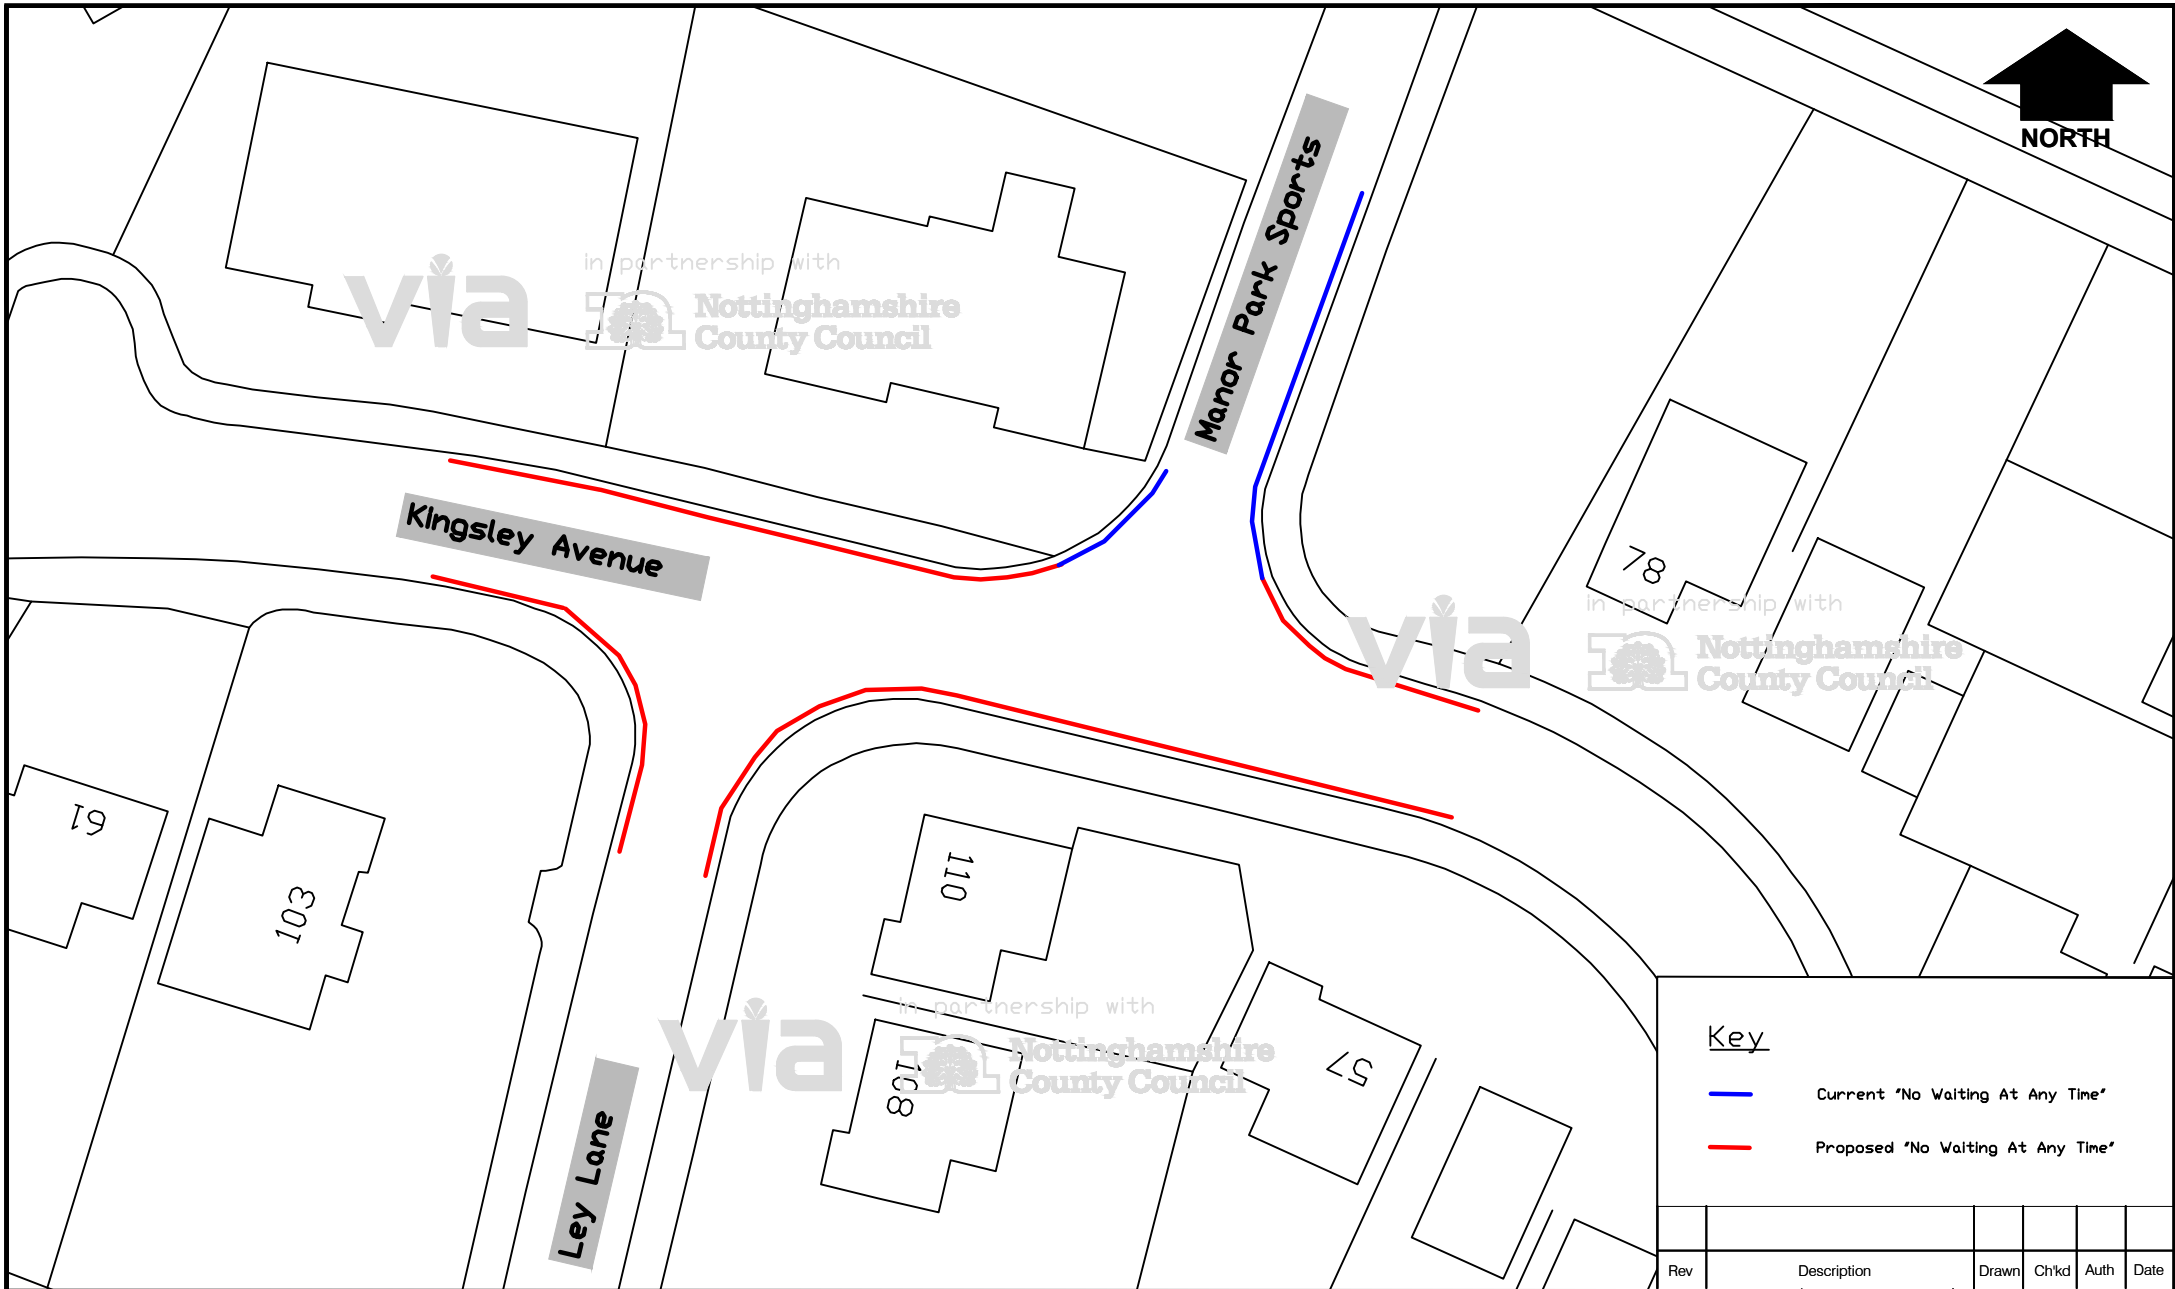 NORTH
Manor Park Sports
in partnership with
via
Nottinghamshire
County Council
Kingsley Avenue
78
in partnership with
via
Nottinghamshire
County Council
61
103
110
in partnership with
via
Nottinghamshire
County Council
108
57
Ley Lane
Key
Current "No Waiting At Any Time"
Proposed "No Waiting At Any Time"
Rev Description Drawn Ch'kd Auth Date